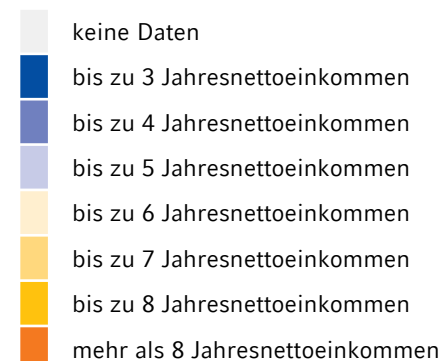 keine Daten
bis zu 3 Jahresnettoeinkommen
bis zu 4 Jahresnettoeinkommen
bis zu 5 Jahresnettoeinkommen
bis zu 6 Jahresnettoeinkommen
bis zu 7 Jahresnettoeinkommen
bis zu 8 Jahresnettoeinkommen
mehr als 8 Jahresnettoeinkommen